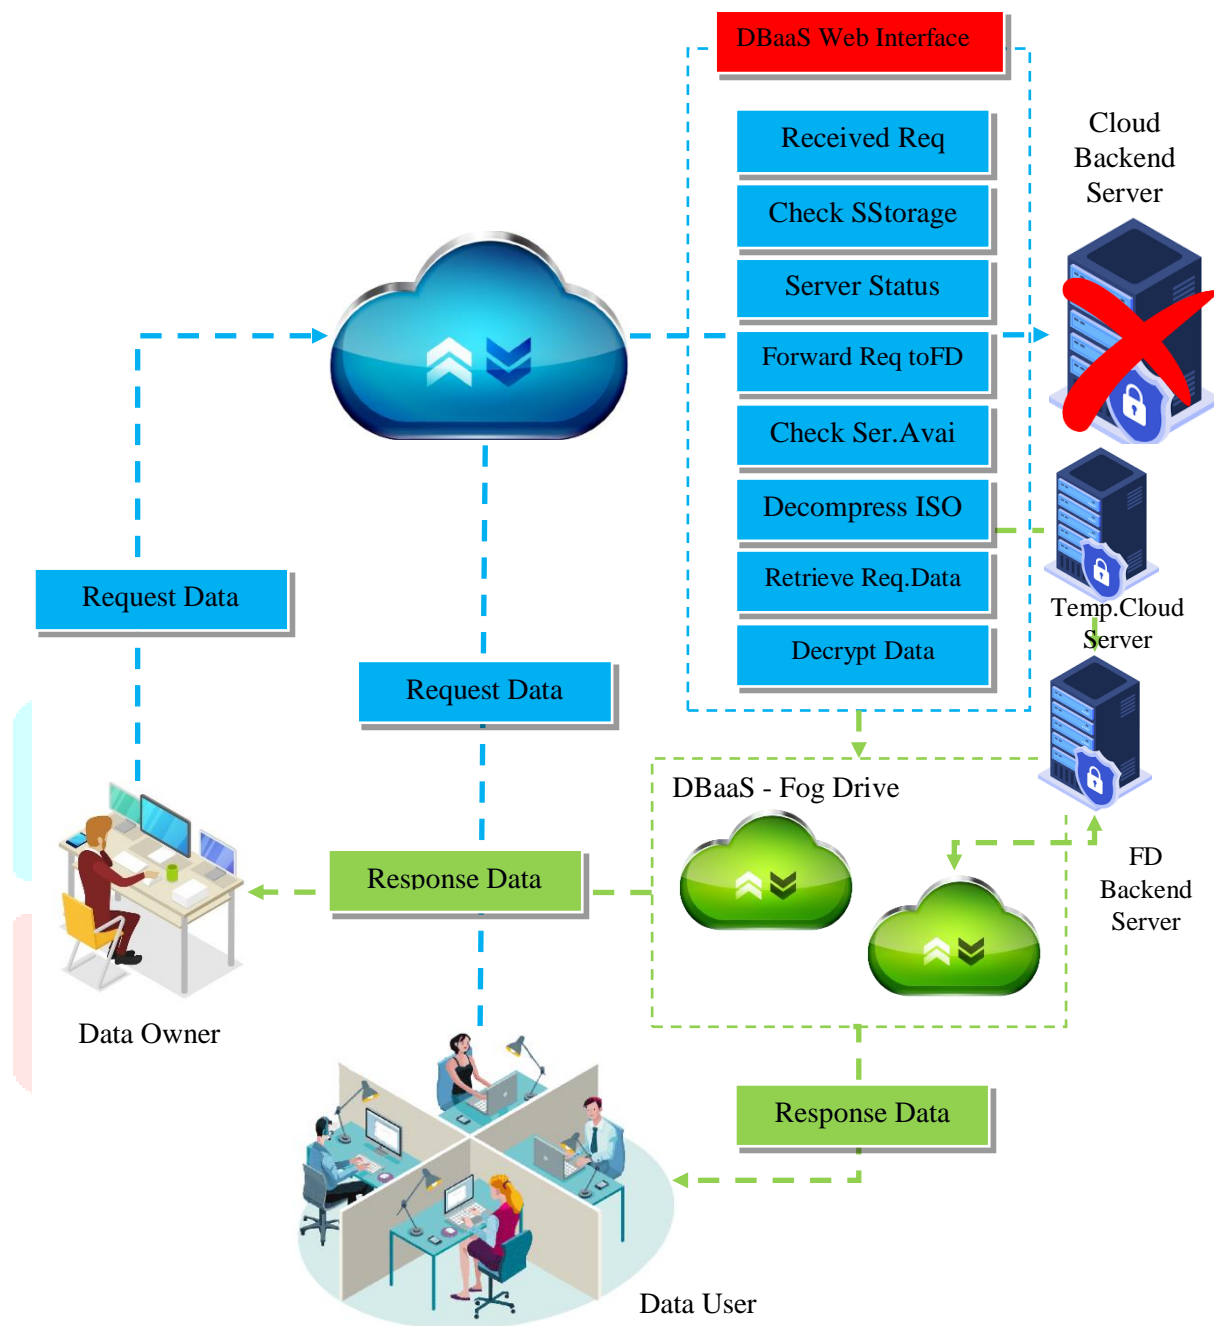 DBaaS Web Interface
Received Req
Check SStorage
Server Status
Forward Req toFD
Check Ser.Avai
Decompress ISO
Retrieve Req.Data
Decrypt Data
Cloud
Backend
Server
Temp.Cloud
Server
Request Data
Request Data
DBaaS - Fog Drive
Response Data
FD
Backend
Server
Data Owner
Response Data
Data User